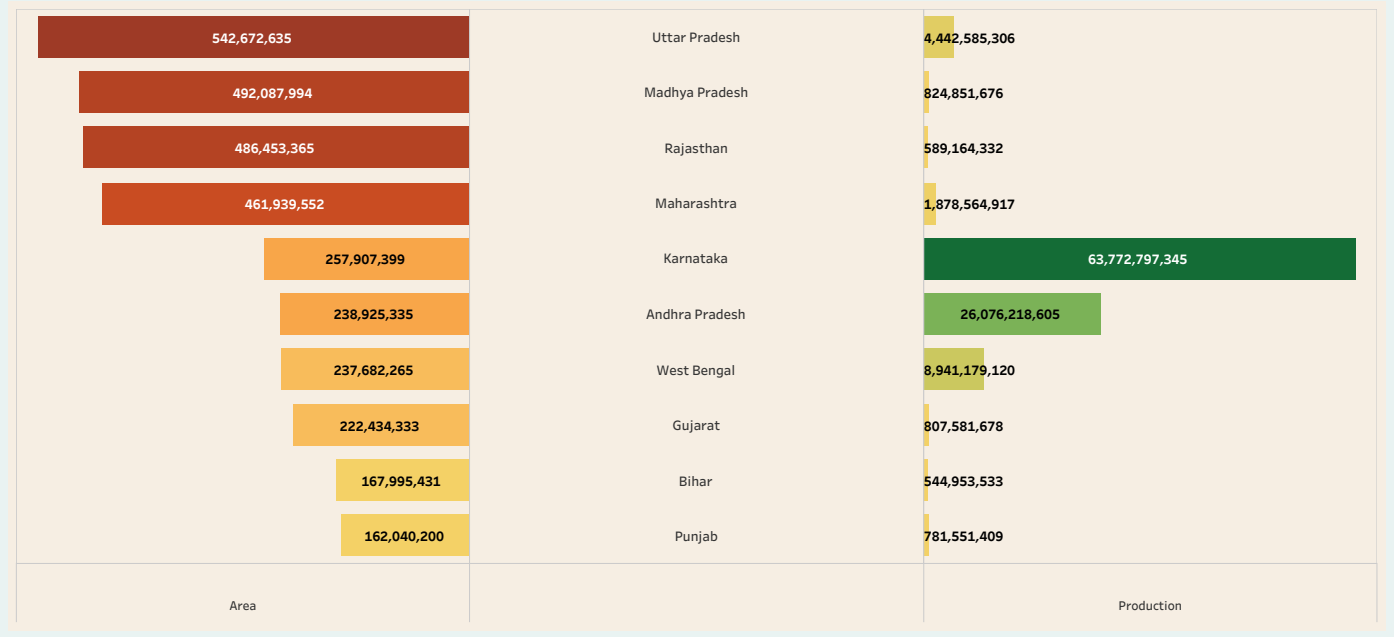 542,672,635 Uttar Pradesh 4,442,585,306
492,087,994 Madhya Pradesh 824,851,676
486,453,365 Rajasthan 589,164,332
461,939,552 Maharashtra 1,878,564,917
257,907,399 Karnataka 63,772,797,345
238,925,335 Andhra Pradesh 26,076,218,605
237,682,265 West Bengal 8,941,179,120
222,434,333 Gujarat 807,581,678
167,995,431 Bihar 544,953,533
162,040,200 Punjab 781,551,409
Area Production